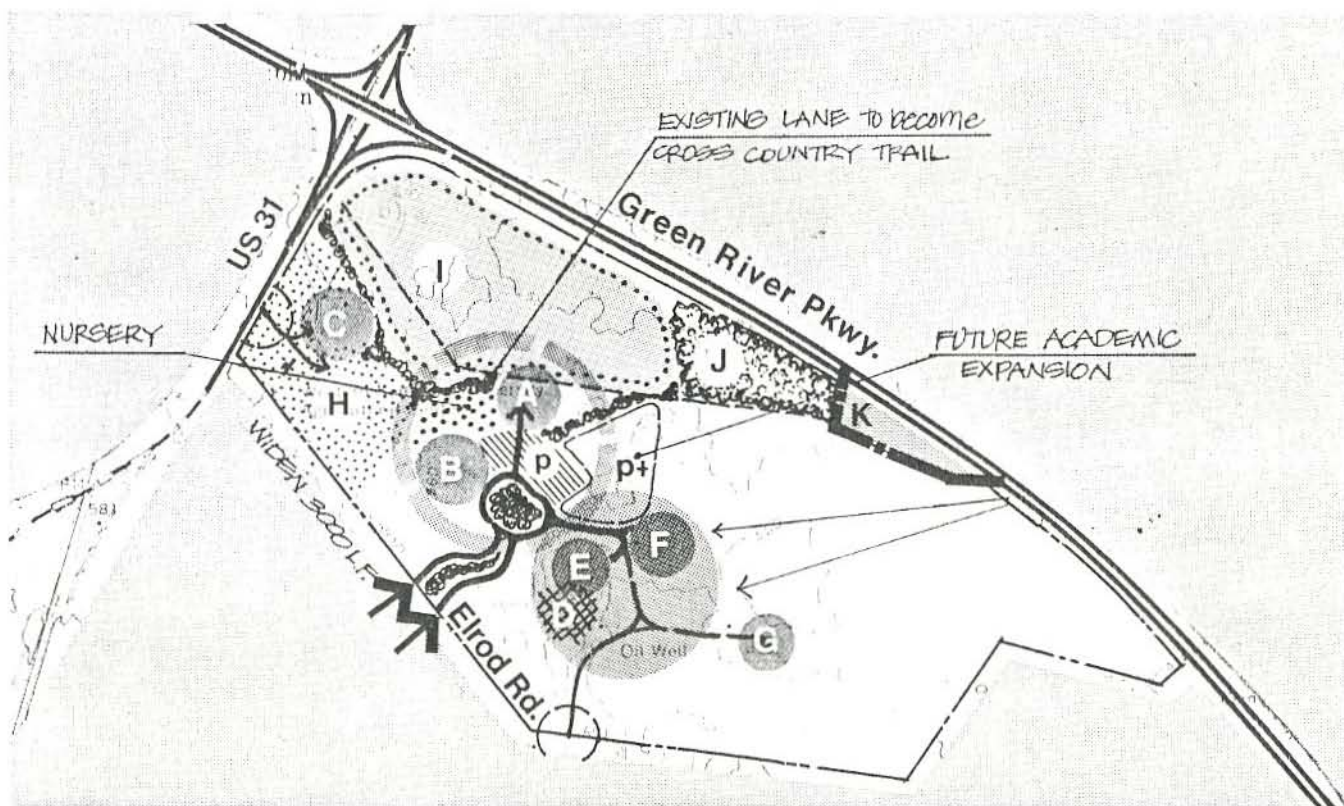 EXISTING LANE to become
CROSS COUNTRY TRAIL
Green River Pkwy.
US 31
I
C
NURSERY
J
FUTURE ACADEMIC
EXPANSION
K
H
A
B
p
p+
WIDEN 300 L.F.
583
F
E
D
G
Oil Well
Elrod Rd.